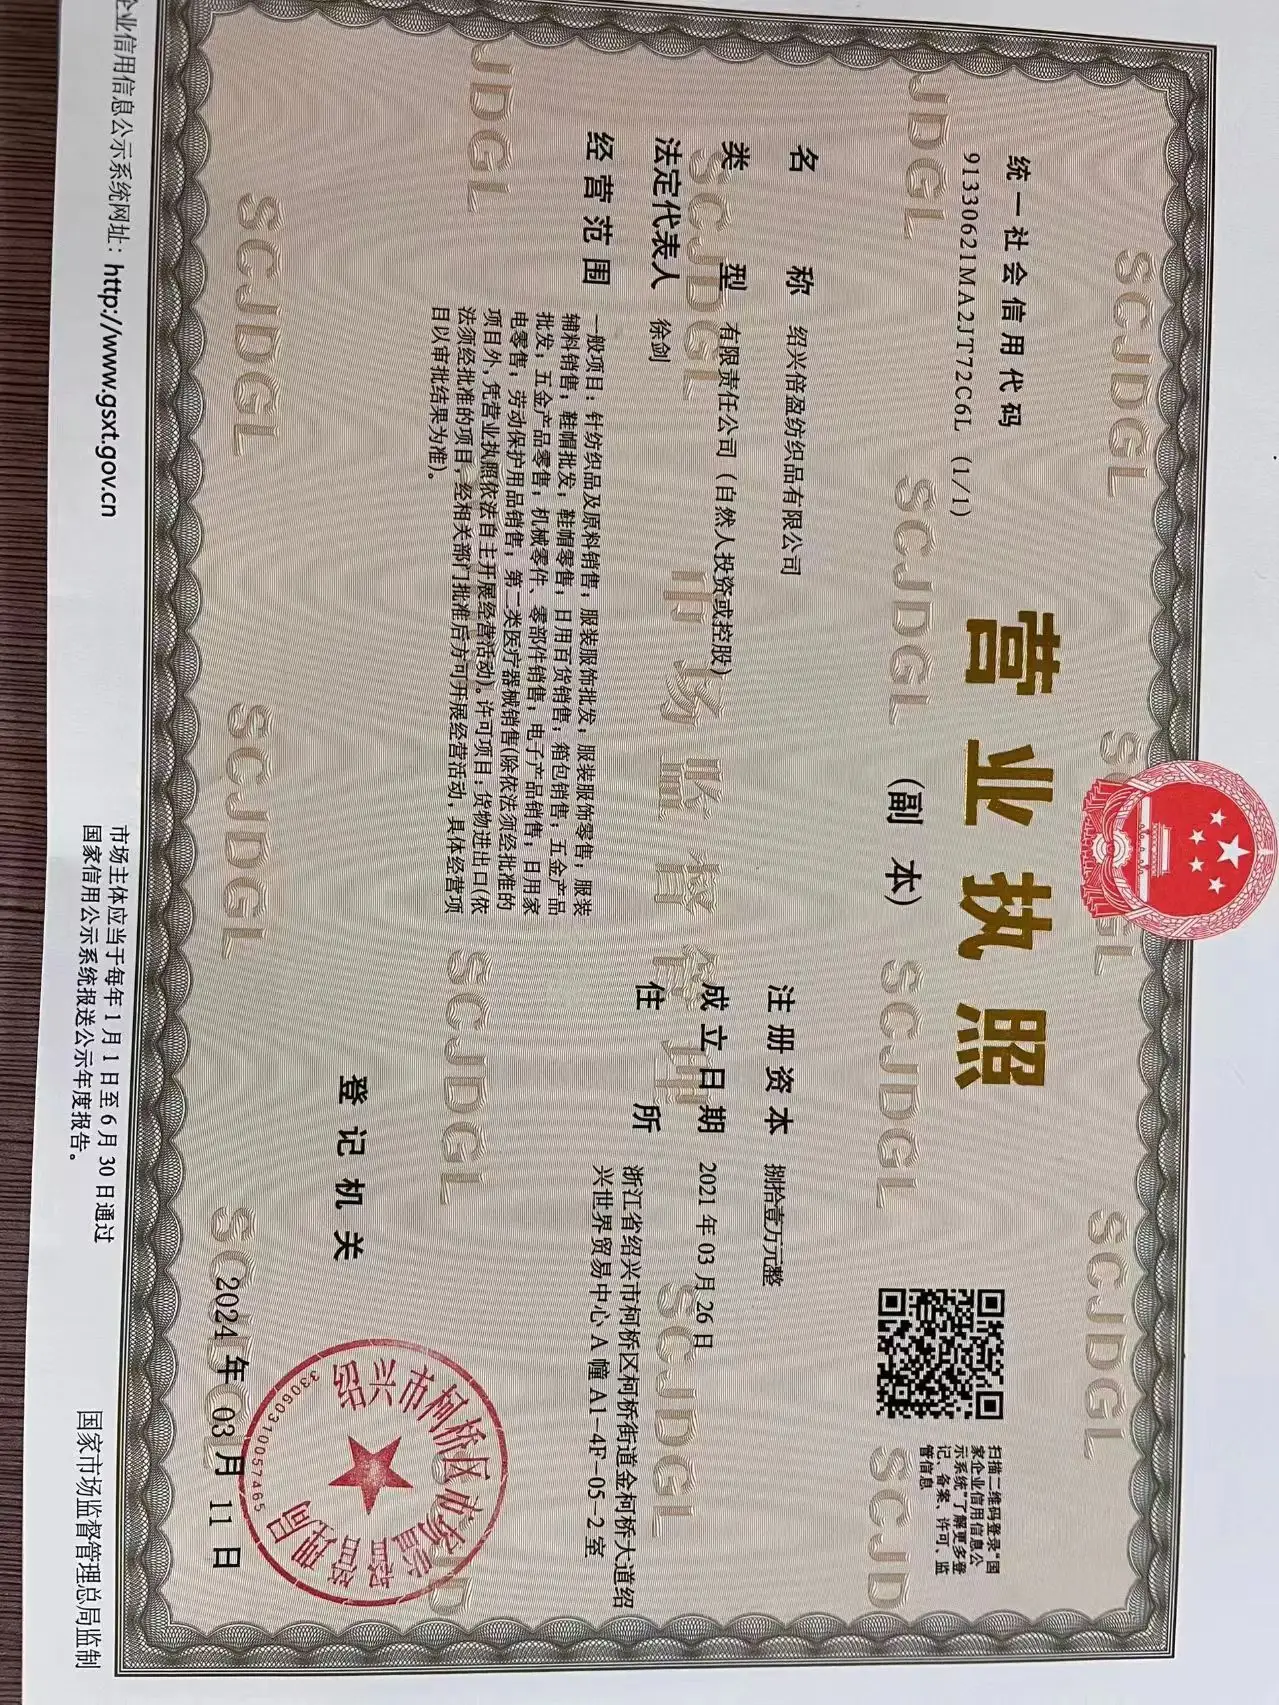 统一社会信用代码
91330621MA2JT72C6L (1/1)
营业执照
(副本)
扫描二维码登录“国
家企业信用信息公
示系统”了解更多登
记、备案、许可、监
管信息
名称 绍兴倍盈纺织品有限公司
类型 有限责任公司（自然人投资或控股）
法定代表人 徐剑
经营范围 一般项目：针纺织品及原料销售；服装服饰批发；服装服饰零售；服装
辅料销售；鞋帽批发；鞋帽零售；日用百货销售；箱包销售；五金产品
批发；五金产品零售；机械零件、零部件销售；电子产品销售；日用家
电零售；劳动保护用品销售；第二类医疗器械销售(除依法须经批准的
项目外，凭营业执照依法自主开展经营活动)。许可项目：货物进出口(依
法须经批准的项目，经相关部门批准后方可开展经营活动，具体经营项
目以审批结果为准)。
注册资本 捌拾壹万元整
成立日期 2021年03月26日
住所 浙江省绍兴市柯桥区柯桥街道金柯桥大道绍
兴世界贸易中心A幢A1-4F-05-2室
登记机关
绍兴市柯桥区市场监督管理局
3306037005 7465
2024年03月11日
企业信用信息公示系统网址：http://www.gsxt.gov.cn
市场主体应当于每年1月1日至6月30日通过
国家信用公示系统报送公示年度报告。
国家市场监督管理总局监制
市场监督管理
SCJDGL